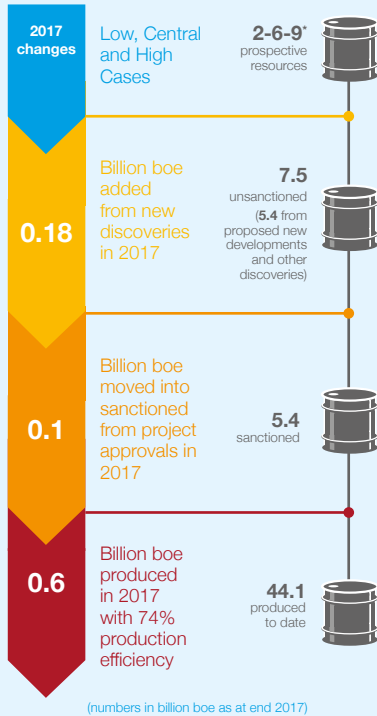 2017
changes
Low, Central
and High
Cases
2-6-9*
prospective
resources
0.18
Billion boe
added
from new
discoveries
in 2017
7.5
unsanctioned
(5.4 from
proposed new
developments
and other
discoveries)
0.1
Billion boe
moved into
sanctioned
from project
approvals in
2017
5.4
sanctioned
0.6
Billion boe
produced
in 2017
with 74%
production
efficiency
44.1
produced
to date
(numbers in billion boe as at end 2017)